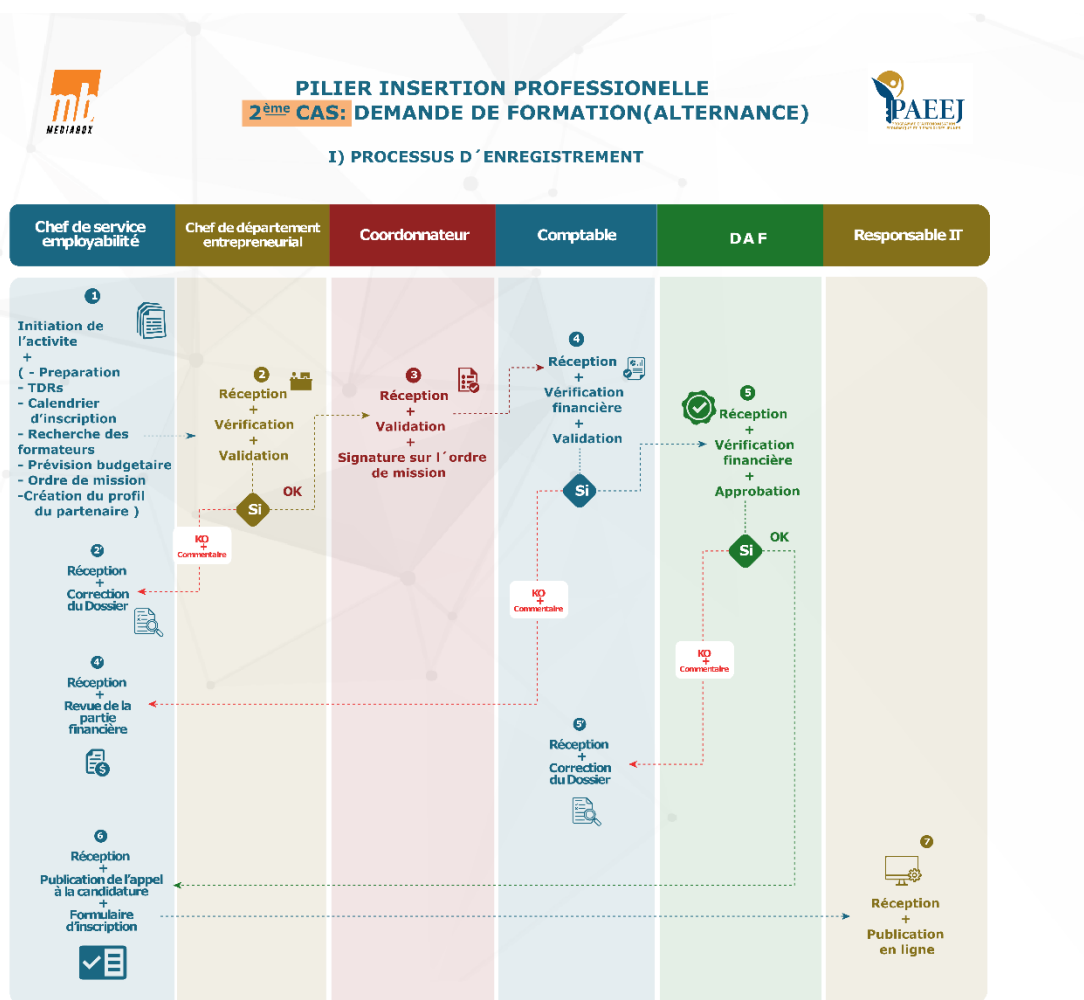 mb
MEDIABOX
PILIER INSERTION PROFESSIONELLE
2ème CAS: DEMANDE DE FORMATION(ALTERNANCE)
I) PROCESSUS D´ENREGISTREMENT
PAEEJ
Chef de service
employabilité
Chef de département
entrepreneurial
Coordonnateur
Comptable
DAF
Responsable IT
1
Initiation de
l'activite
+
( - Preparation
- TDRs
- Calendrier
d'inscription
- Recherche des
formateurs
- Prévision budgetaire
- Ordre de mission
-Création du profil
du partenaire )
2
Réception
+
Vérification
+
Validation
Si
OK
KO
+
Commentaire
3
Réception
+
Validation
+
Signature sur l´ordre
de mission
4
Réception
+
Vérification
financière
+
Validation
Si
KO
+
Commentaire
5
Réception
+
Vérification
financière
+
Approbation
Si
OK
KO
+
Commentaire
2'
Réception
+
Correction
du Dossier
4'
Réception
+
Revue de la
partie
financière
5'
Réception
+
Correction
du Dossier
6
Réception
+
Publication de l'appel
à la candidature
+
Formulaire
d'inscription
7
Réception
+
Publication
en ligne